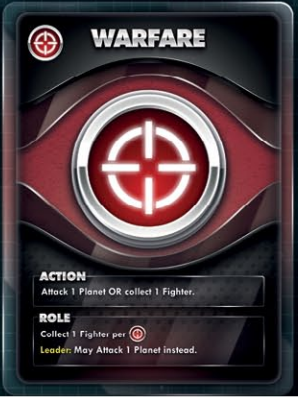 WARFARE
ACTION
Attack 1 Planet OR collect 1 Fighter.
ROLE
Collect 1 Fighter per
Leader: May Attack 1 Planet instead.